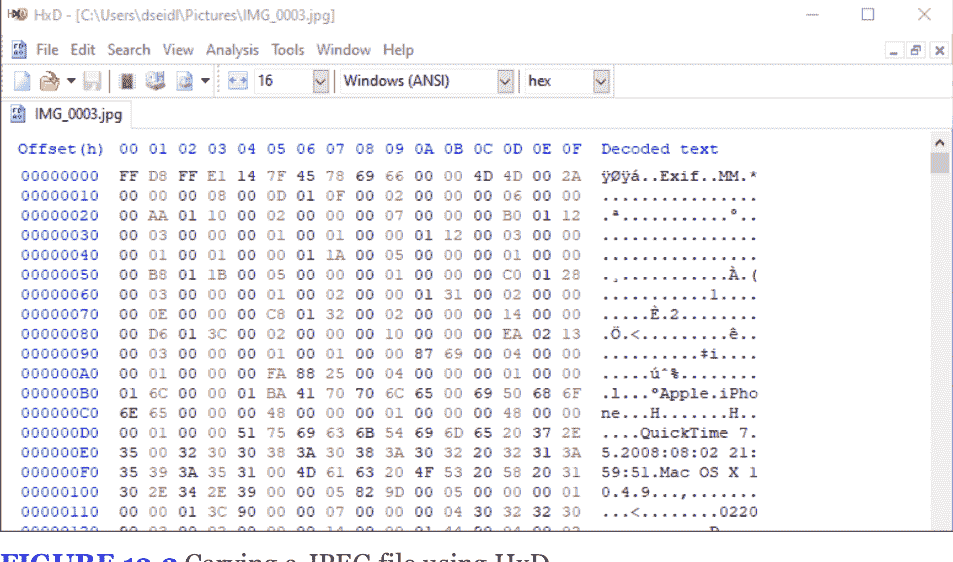 HxD - [C:\Users\dseidl\Pictures\IMG_0003.jpg]
File Edit Search View Analysis Tools Window Help
16 Windows (ANSI) hex
IMG_0003.jpg
Offset(h) 00 01 02 03 04 05 06 07 08 09 0A 0B 0C 0D 0E 0F Decoded text
00000000 FF D8 FF E1 14 7F 45 78 69 66 00 00 4D 4D 00 2A ÿØÿá..Exif..MM.*
00000010 00 00 00 08 00 0D 01 0F 00 02 00 00 00 06 00 00 ................
00000020 00 AA 01 10 00 02 00 00 00 07 00 00 00 B0 01 12 .ª...........°..
00000030 00 03 00 00 00 01 00 01 00 00 01 12 00 03 00 00 ................
00000040 00 01 00 01 00 00 01 1A 00 05 00 00 00 01 00 00 ................
00000050 00 B8 01 1B 00 05 00 00 00 01 00 00 00 C0 01 28 .¸...........À.(
00000060 00 03 00 00 00 01 00 02 00 00 01 31 00 02 00 00 ...........1....
00000070 00 0E 00 00 00 C8 01 32 00 02 00 00 00 14 00 00 .....È.2........
00000080 00 D6 01 3C 00 02 00 00 00 10 00 00 00 EA 02 13 .Ö.<.........ê..
00000090 00 03 00 00 00 01 00 01 00 00 87 69 00 04 00 00 ..........‡i....
000000A0 00 01 00 00 00 FA 88 25 00 04 00 00 00 01 00 00 .....úˆ%........
000000B0 01 6C 00 00 01 BA 41 70 70 6C 65 00 69 50 68 6F .l...ºApple.iPho
000000C0 6E 65 00 00 00 48 00 00 00 01 00 00 00 48 00 00 ne...H.......H..
000000D0 00 01 00 00 51 75 69 63 6B 54 69 6D 65 20 37 2E ....QuickTime 7.
000000E0 35 00 32 30 30 38 3A 30 38 3A 30 32 20 32 31 3A 5.2008:08:02 21:
000000F0 35 39 3A 35 31 00 4D 61 63 20 4F 53 20 58 20 31 59:51.Mac OS X 1
00000100 30 2E 34 2E 39 00 00 05 82 9D 00 05 00 00 00 01 0.4.9...‚.......
00000110 00 00 01 3C 90 00 00 07 00 00 00 04 30 32 32 30 ...<........0220
FIGURE Carving a JPEG file using HxD